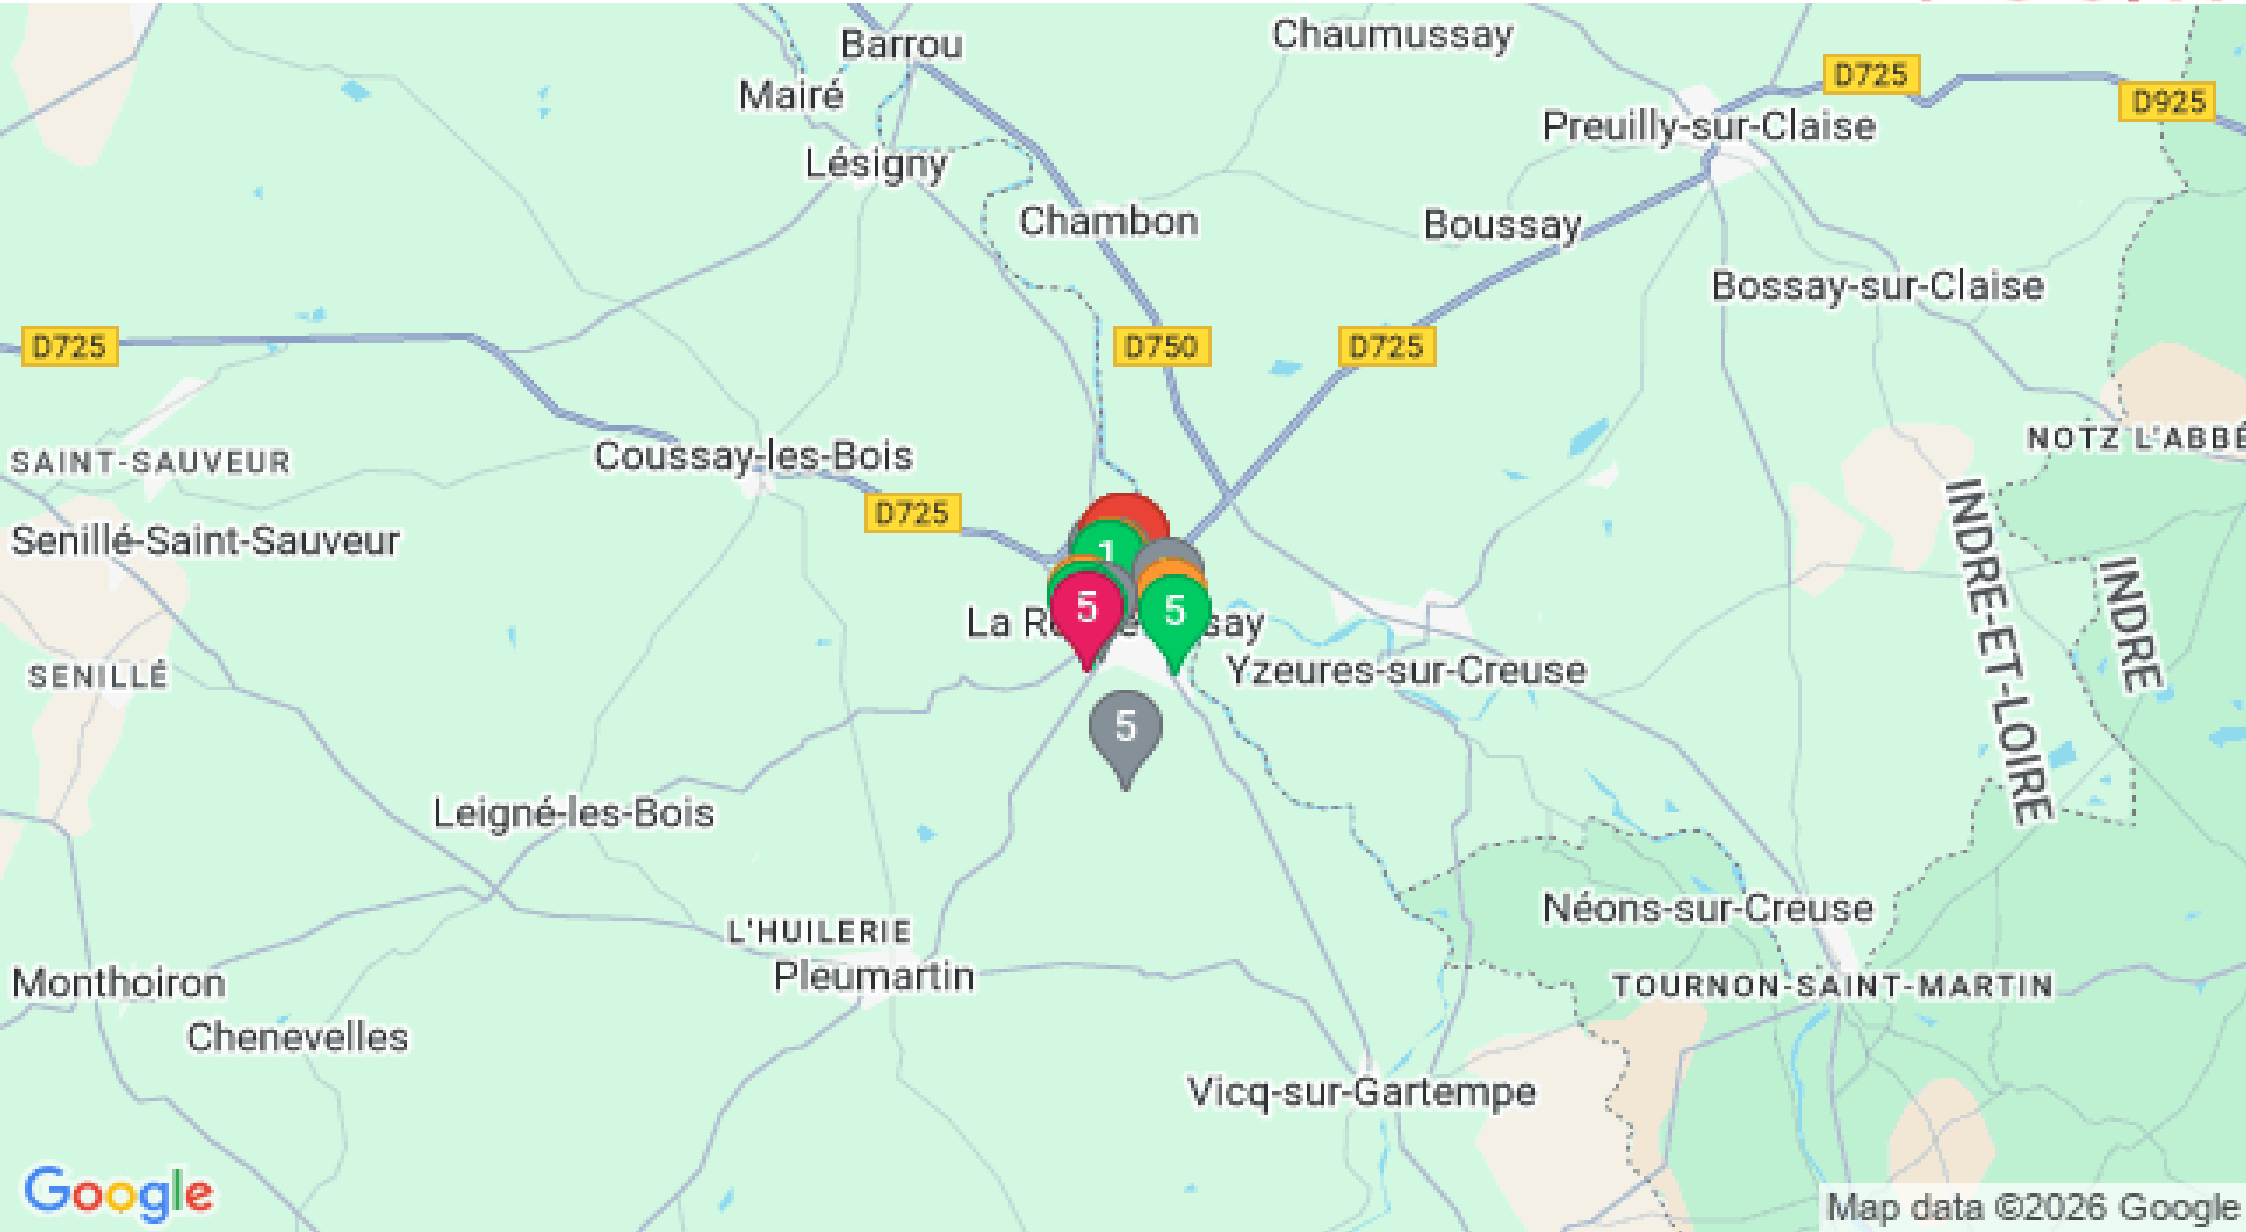 Barrou
Chaumussay
Mairé
D725
D925
Preuilly-sur-Claise
Lésigny
Chambon
Boussay
Bossay-sur-Claise
D725
D750
D725
NOTZ L'ABBÉ
SAINT-SAUVEUR
Coussay-les-Bois
D725
Senillé-Saint-Sauveur
1
INDRE-ET-LOIRE
INDRE
5
5
La
say
SENILLÉ
Yzeures-sur-Creuse
5
Leigné-les-Bois
Néons-sur-Creuse
L'HUILERIE
Pleumartin
Monthoiron
TOURNON-SAINT-MARTIN
Chenevelles
Vicq-sur-Gartempe
Google
Map data ©2026 Google